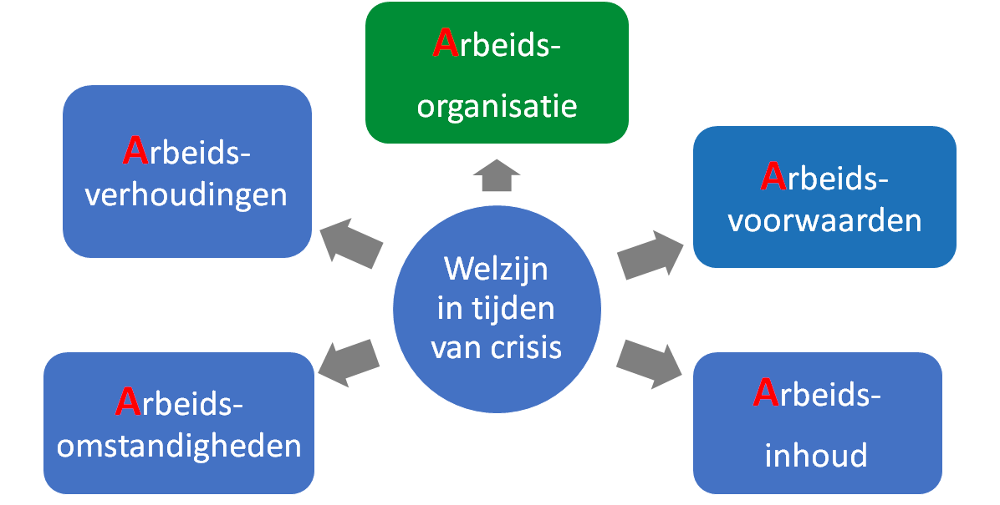 Arbeids-
organisatie
Arbeids-
verhoudingen
Arbeids-
voorwaarden
Welzijn
in tijden
van crisis
Arbeids-
omstandigheden
Arbeids-
inhoud